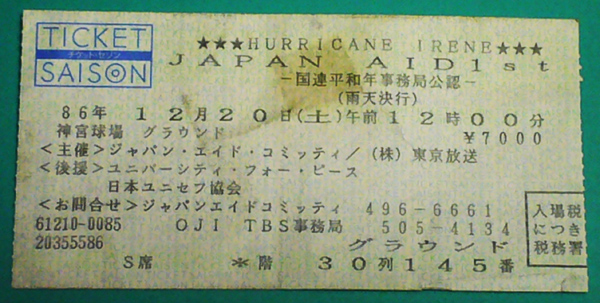 TICKET
チケット・セゾン
SAISON
★★★HURRICANE IRENE★★★
JAPAN AID1st
−国連平和年事務局公認−
(雨天決行)
86年 12月20日(土)午前12時00分
神宮球場 グラウンド
¥7000
<主催>ジャパン・エイド・コミッティ/(株)東京放送
<後援>ユニバーシティ・フォー・ピース
日本ユニセフ協会
<お問合せ>ジャパンエイドコミッティ 496-6661
61210-0085 OJI TBS事務局 505-4134
20355586 グラウンド
S席 *階 30列145番
入場税
につき
税務署